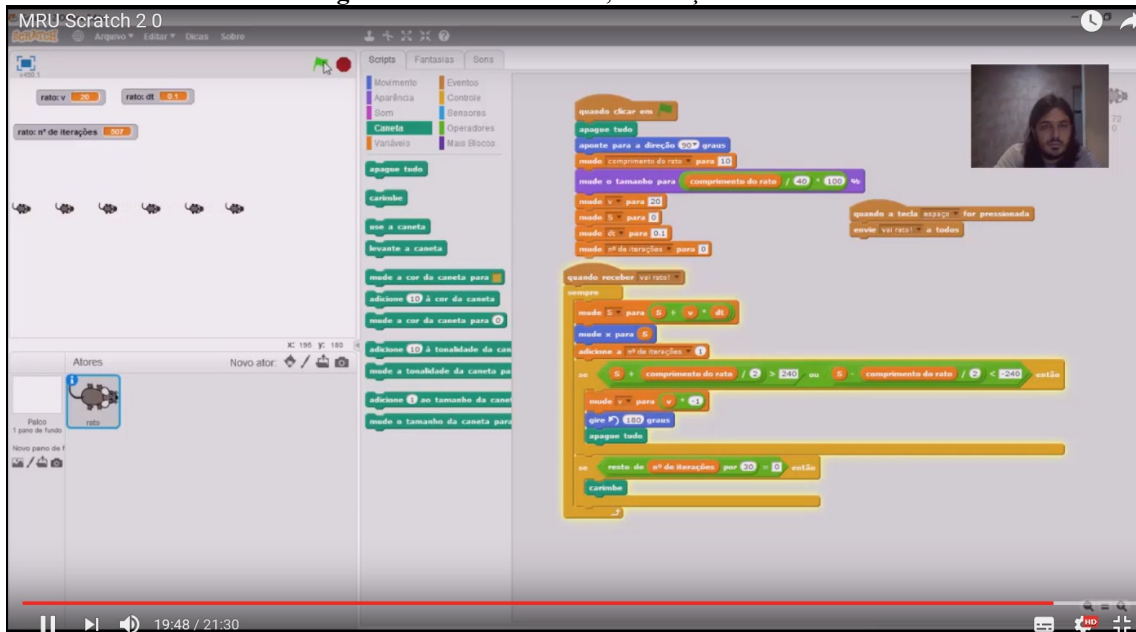 MRU Scratch 2 0
SCRATCH Arquivo Editar Dicas Sobre
v450.1
rato: v 20 rato: dt 0.1
rato: nº de iterações 507
x: 195 y: 180
Atores Novo ator:
Palco
1 pano de fundo
rato
Novo pano de f
Scripts Fantasias Sons
Movimento Eventos
Aparência Controle
Som Sensores
Caneta Operadores
Variáveis Mais Blocos
apague tudo
carimbe
use a caneta
levante a caneta
mude a cor da caneta para
adicione 10 à cor da caneta
mude a cor da caneta para 0
adicione 10 à tonalidade da can
mude a tonalidade da caneta pa
adicione 1 ao tamanho da canet
mude o tamanho da caneta para
quando clicar em
apague tudo
aponte para a direção 90 graus
mude comprimento do rato para 10
mude o tamanho para comprimento do rato / 40 * 100 %
mude v para 20
mude S para 0
mude dt para 0.1
mude nº de iterações para 0
quando a tecla espaço for pressionada
envie vai rato! a todos
quando receber vai rato!
sempre
mude S para S + v * dt
mude x para S
adicione a nº de iterações 1
se S + comprimento do rato / 2 > 240 ou S - comprimento do rato / 2 < -240 então
mude v para v * -1
gire 180 graus
apague tudo
se resto de nº de iterações por 30 = 0 então
carimbe
19:48 / 21:30
HD